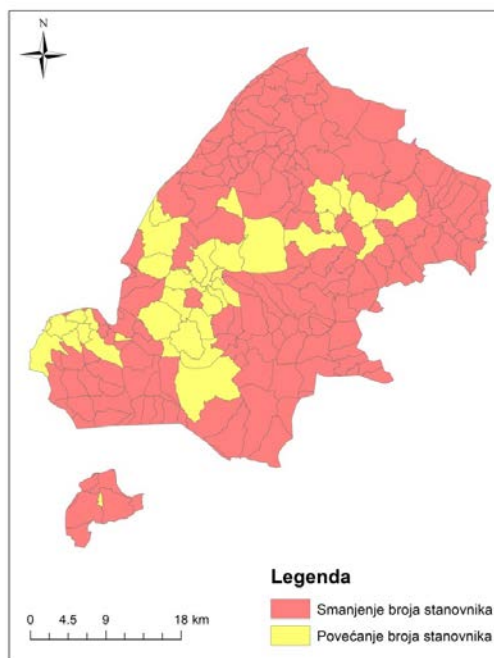 N
Legenda
Smanjenje broja stanovnika
Povećanje broja stanovnika
0 4.5 9 18 km